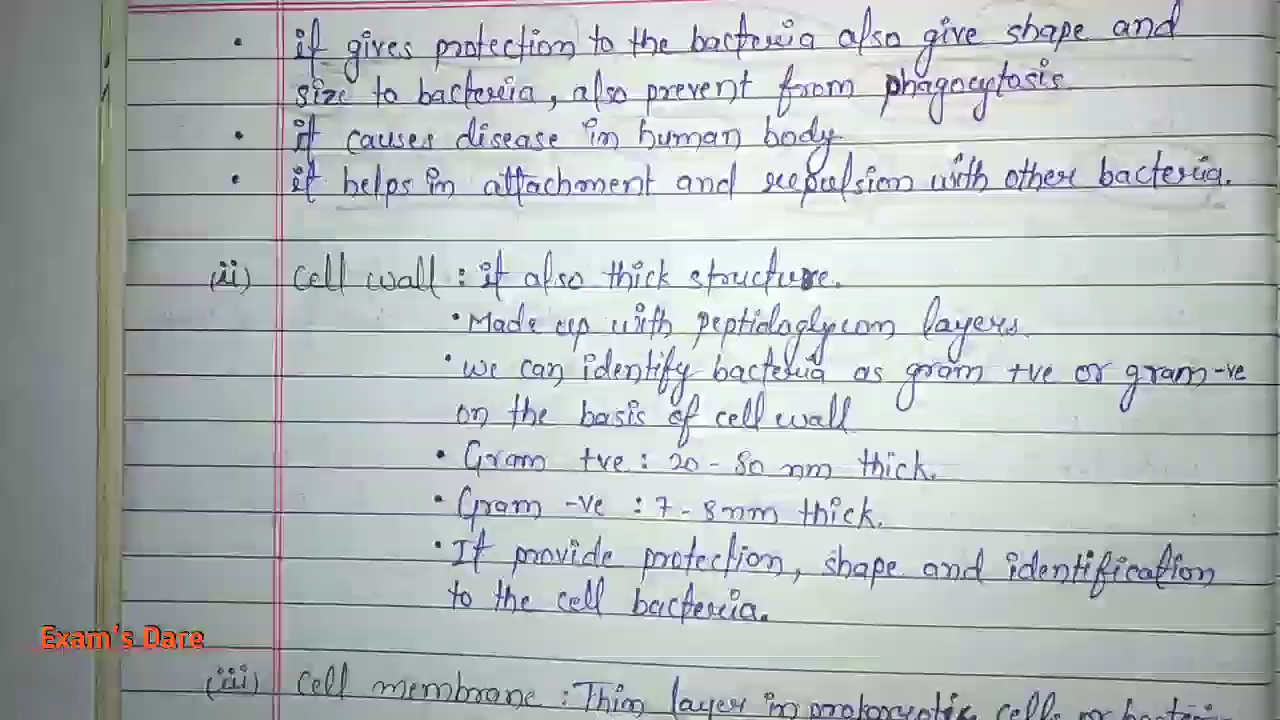 • it gives protection to the bacteria also give shape and
size to bacteria, also prevent from phagocytosis.
• it causes disease in human body.
• it helps in attachment and repulsion with other bacteria.
(ii) cell wall : it also thick structure.
• Made up with peptidoglycan layers.
• we can identify bacteria as gram +ve or gram -ve
on the basis of cell wall
• Gram +ve : 20 - 80 nm thick.
• Gram -ve : 7 - 8 nm thick.
• It provide protection, shape and identification
to the cell bacteria.
Exam's Dare
(iii) cell membrane : Thin layer in prokaryotic cells or bacteria